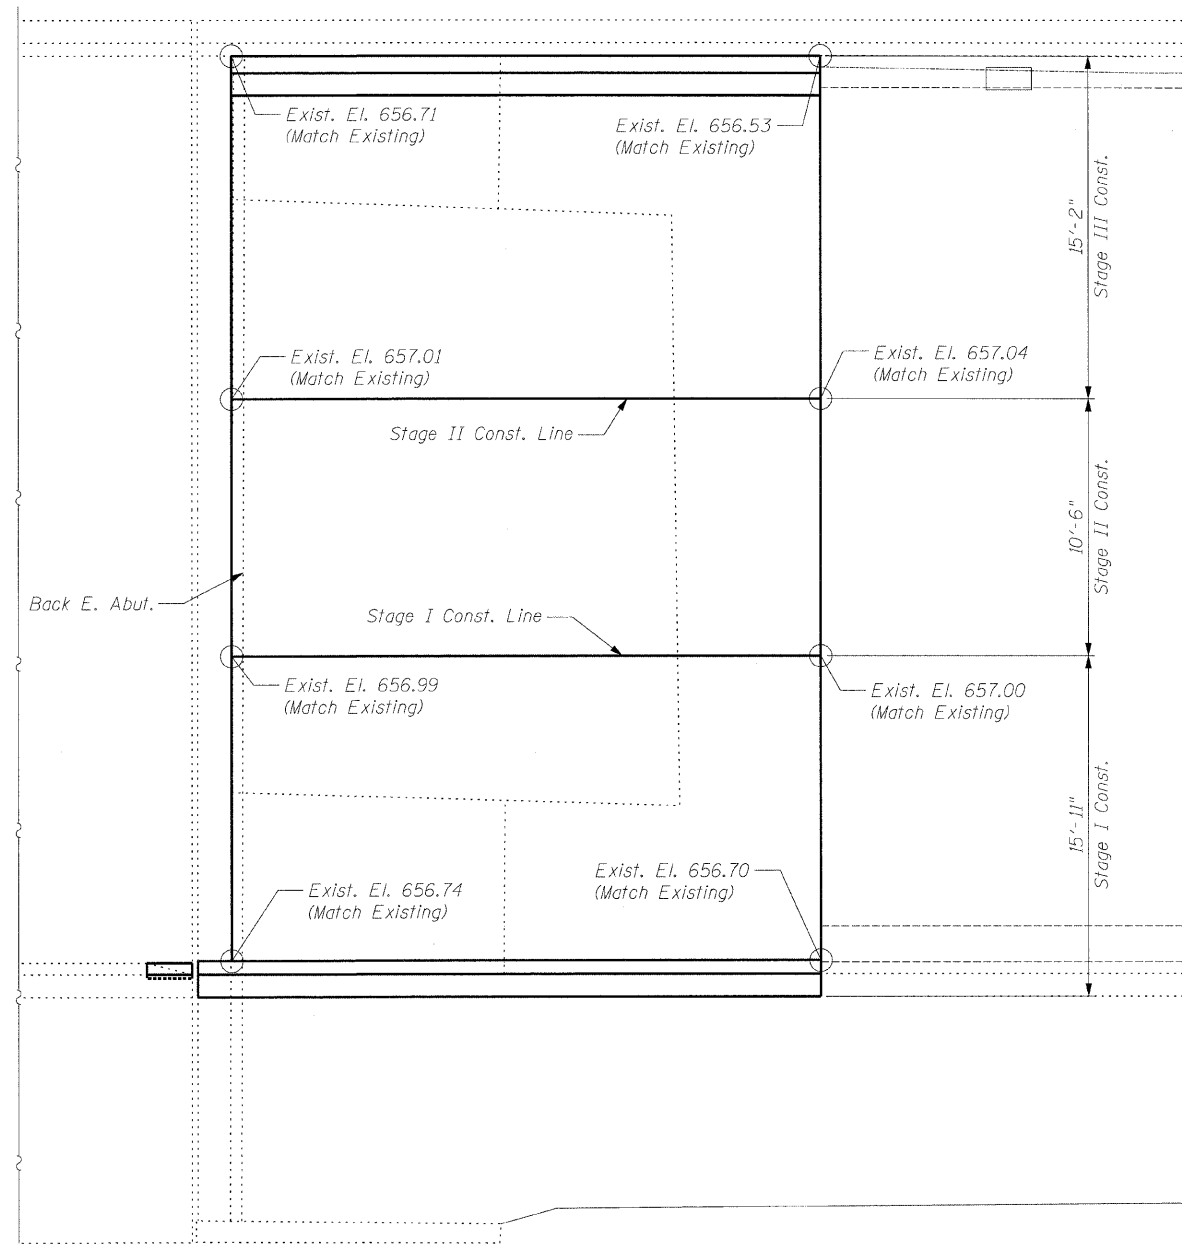 Exist. El. 656.71
(Match Existing)
Exist. El. 656.53
(Match Existing)
15'-2"
Stage III Const.
Exist. El. 657.01
(Match Existing)
Exist. El. 657.04
(Match Existing)
Stage II Const. Line
10'-6"
Stage II Const.
Back E. Abut.
Stage I Const. Line
Exist. El. 656.99
(Match Existing)
Exist. El. 657.00
(Match Existing)
15'-11"
Stage I Const.
Exist. El. 656.74
(Match Existing)
Exist. El. 656.70
(Match Existing)